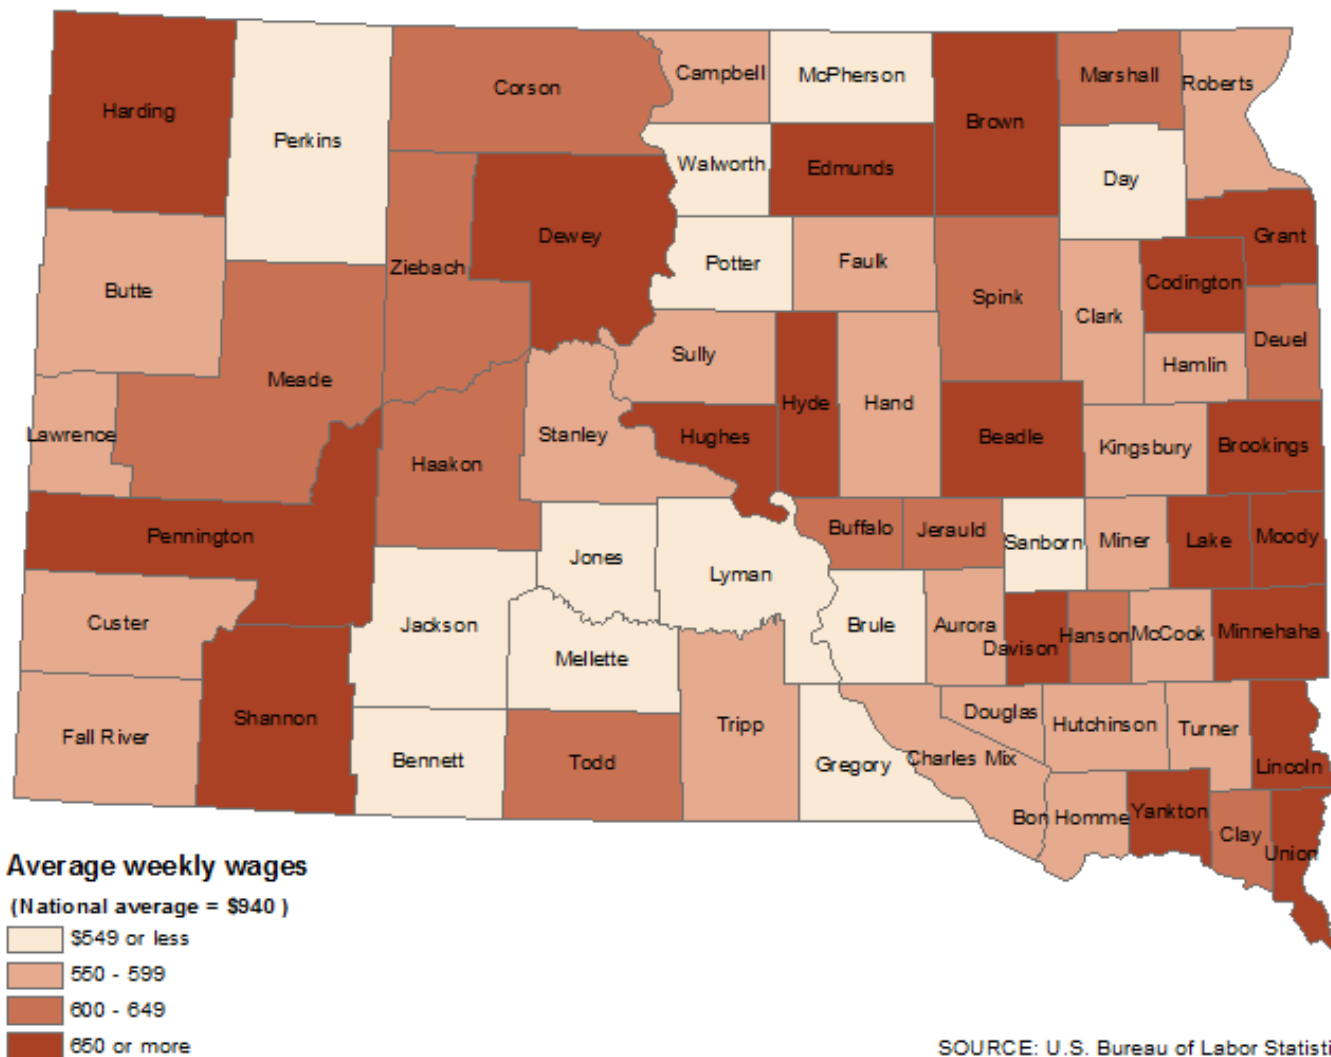 Harding
Perkins
Corson
Campbell
McPherson
Brown
Marshall
Roberts
Walworth
Edmunds
Day
Butte
Ziebach
Dewey
Potter
Faulk
Spink
Grant
Codington
Clark
Deuel
Meade
Sully
Hamlin
Lawrence
Haakon
Stanley
Hughes
Hyde
Hand
Beadle
Kingsbury
Brookings
Pennington
Jones
Lyman
Buffalo
Jerauld
Sanborn
Miner
Lake
Moody
Custer
Jackson
Mellette
Brule
Aurora
Davison
Hanson
McCook
Minnehaha
Fall River
Shannon
Bennett
Todd
Tripp
Gregory
Charles Mix
Douglas
Hutchinson
Turner
Lincoln
Bon Homme
Yankton
Clay
Union
Average weekly wages
(National average = $940 )
$549 or less
550 - 599
600 - 649
650 or more
SOURCE: U.S. Bureau of Labor Statisti